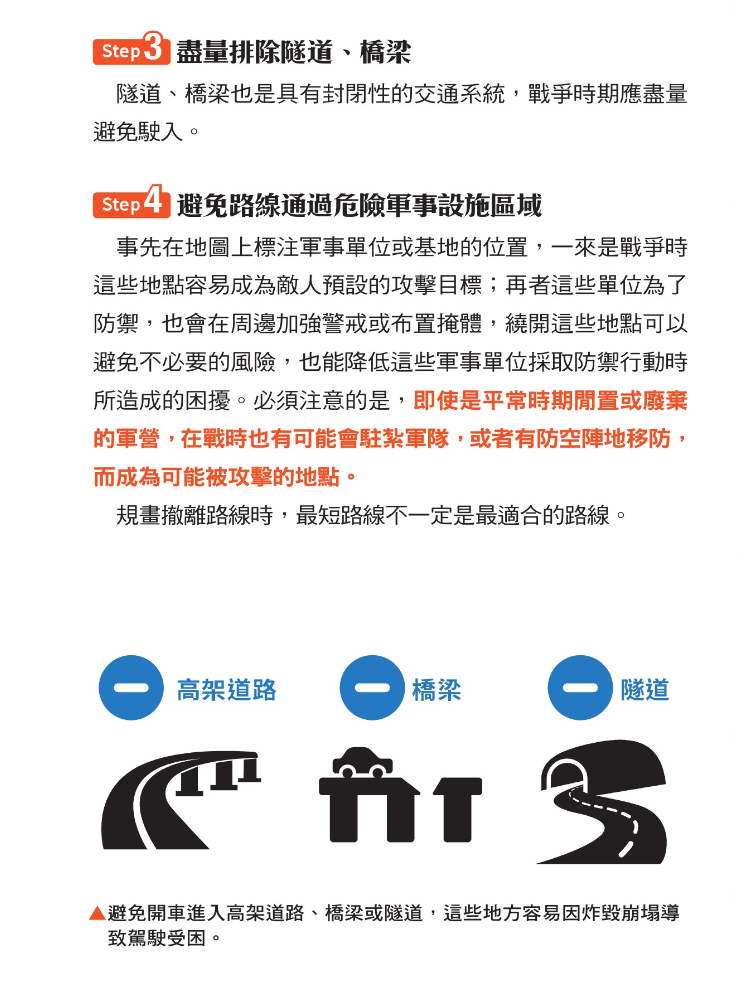 Step 3 盡量排除隧道、橋梁
隧道、橋梁也是具有封閉性的交通系統，戰爭時期應盡量
避免駛入。
Step 4 避免路線通過危險軍事設施區域
事先在地圖上標注軍事單位或基地的位置，一來是戰爭時
這些地點容易成為敵人預設的攻擊目標；再者這些單位為了
防禦，也會在周邊加強警戒或布置掩體，繞開這些地點可以
避免不必要的風險，也能降低這些軍事單位採取防禦行動時
所造成的困擾。必須注意的是，即使是平常時期閒置或廢棄
的軍營，在戰時也有可能會駐紮軍隊，或者有防空陣地移防，
而成為可能被攻擊的地點。
規畫撤離路線時，最短路線不一定是最適合的路線。
高架道路 橋梁 隧道
▲避免開車進入高架道路、橋梁或隧道，這些地方容易因炸毀崩塌導
致駕駛受困。